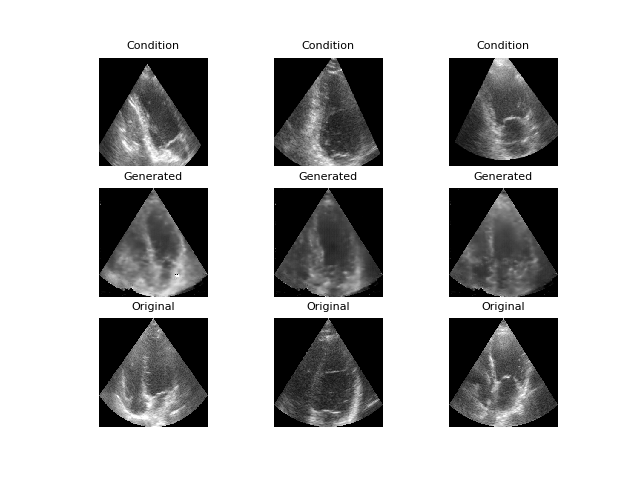 Condition Condition Condition
Generated Generated Generated
Original Original Original